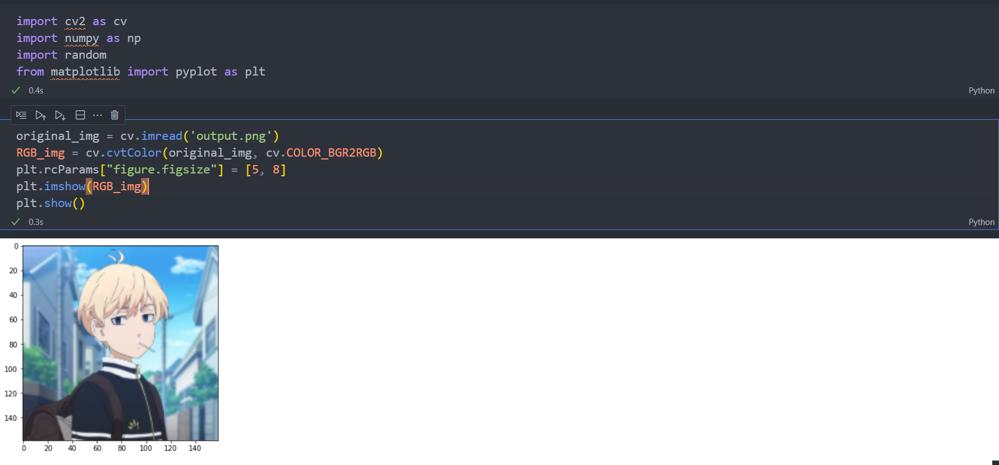 import cv2 as cv
import numpy as np
import random
from matplotlib import pyplot as plt
0.4s
Python
original_img = cv.imread('output.png')
RGB_img = cv.cvtColor(original_img, cv.COLOR_BGR2RGB)
plt.rcParams["figure.figsize"] = [5, 8]
plt.imshow(RGB_img)
plt.show()
0.3s
Python
0
20
40
60
80
100
120
140
0 20 40 60 80 100 120 140